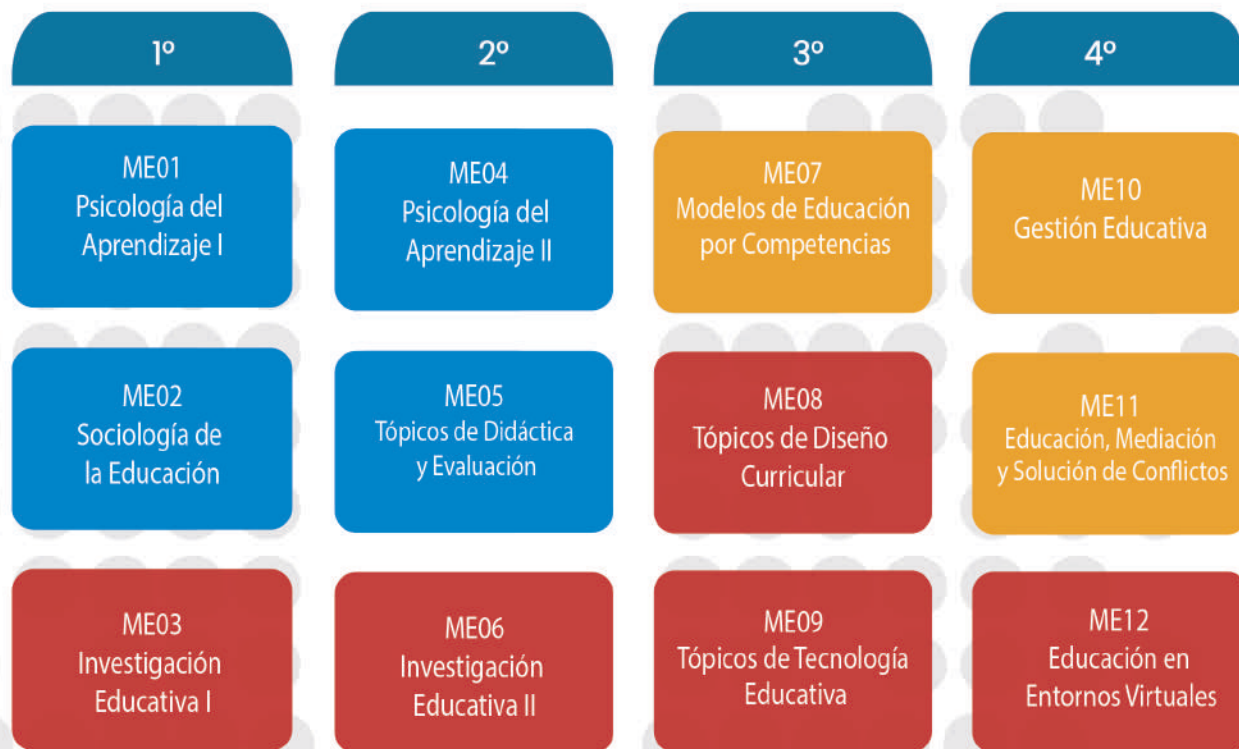 1º
2º
3º
4º
ME01
Psicología del
Aprendizaje I
ME04
Psicología del
Aprendizaje II
ME07
Modelos de Educación
por Competencias
ME10
Gestión Educativa
ME02
Sociología de
la Educación
ME05
Tópicos de Didáctica
y Evaluación
ME08
Tópicos de Diseño
Curricular
ME11
Educación, Mediación
y Solución de Conflictos
ME03
Investigación
Educativa I
ME06
Investigación
Educativa II
ME09
Tópicos de Tecnología
Educativa
ME12
Educación en
Entornos Virtuales